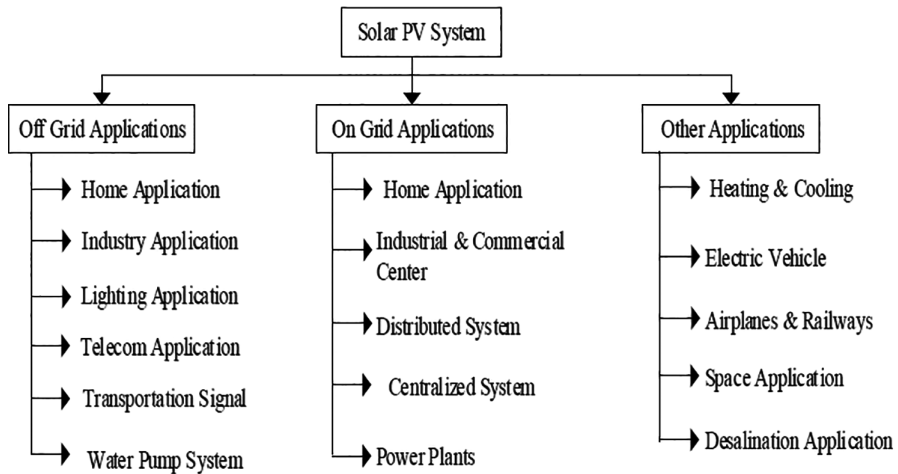 Solar PV System
Off Grid Applications
Home Application
Industry Application
Lighting Application
Telecom Application
Transportation Signal
Water Pump System
On Grid Applications
Home Application
Industrial & Commercial
Center
Distributed System
Centralized System
Power Plants
Other Applications
Heating & Cooling
Electric Vehicle
Airplanes & Railways
Space Application
Desalination Application